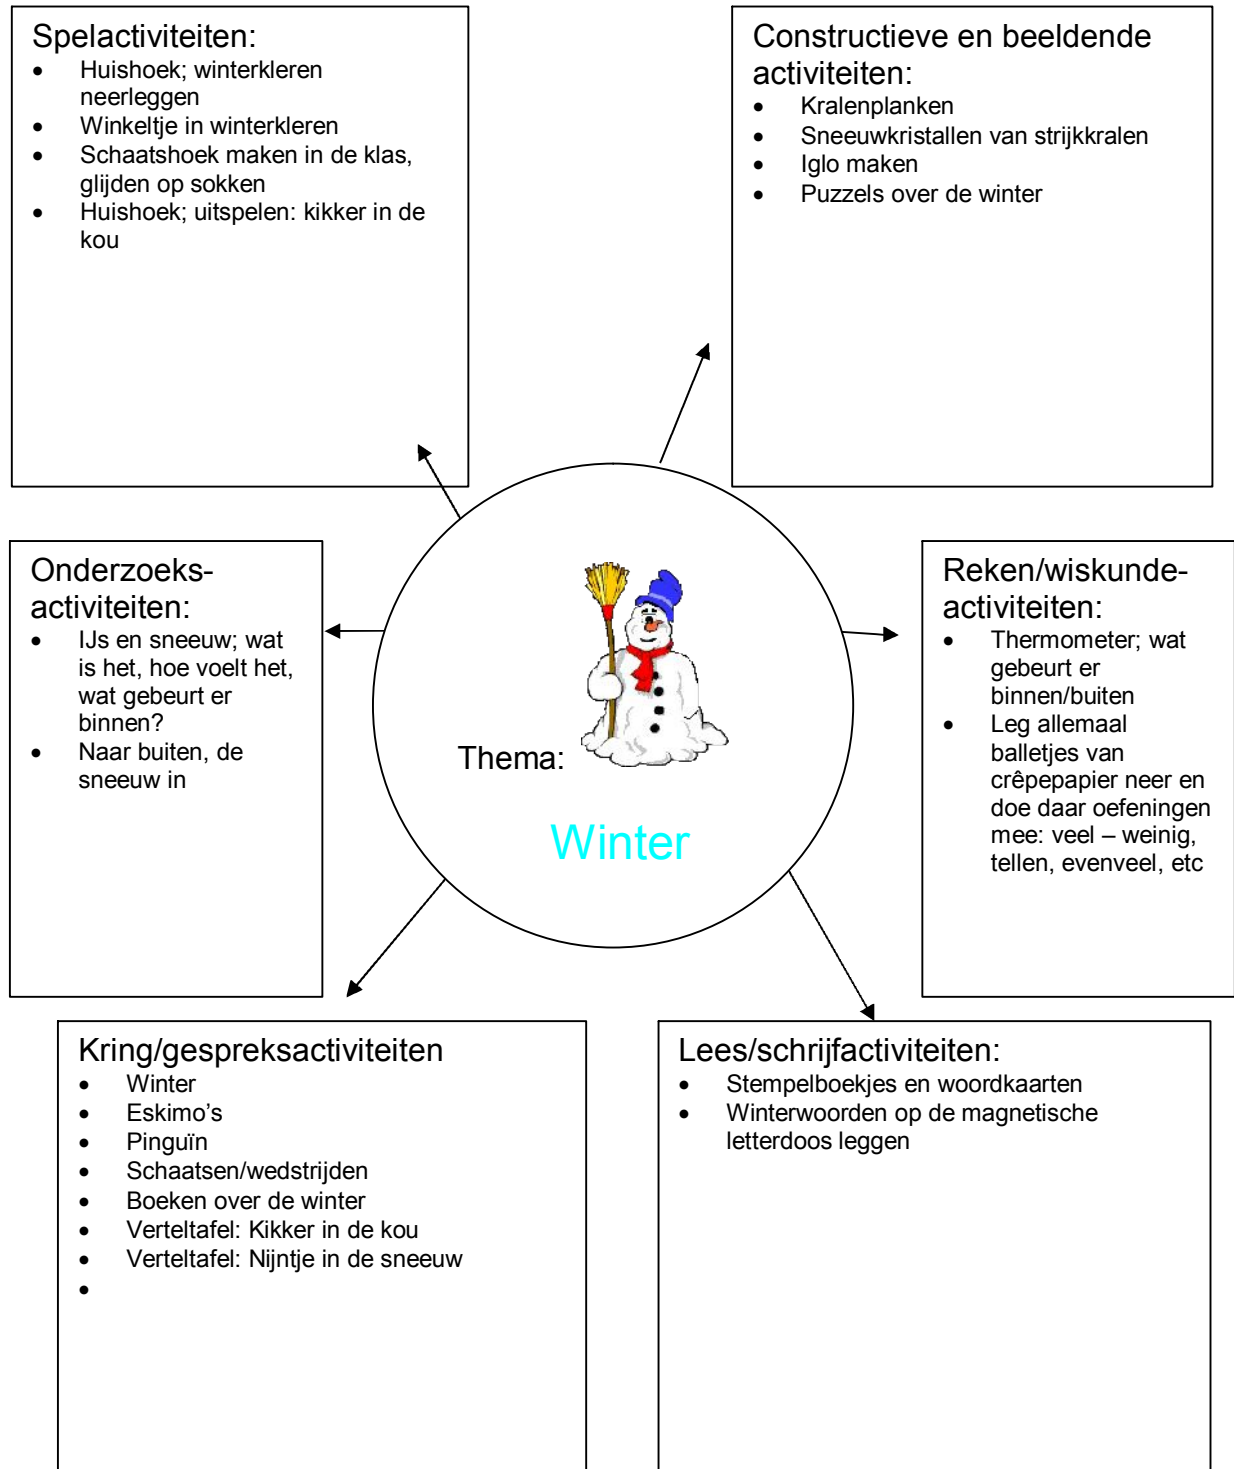 Spelactiviteiten:
• Huishoek; winterkleren
neerleggen
• Winkeltje in winterkleren
• Schaatshoek maken in de klas,
glijden op sokken
• Huishoek; uitspelen: kikker in de
kou
Constructieve en beeldende
activiteiten:
• Kralenplanken
• Sneeuwkristallen van strijkkralen
• Iglo maken
• Puzzels over de winter
Onderzoeks-
activiteiten:
• IJs en sneeuw; wat
is het, hoe voelt het,
wat gebeurt er
binnen?
• Naar buiten, de
sneeuw in
Thema:
Winter
Reken/wiskunde-
activiteiten:
• Thermometer; wat
gebeurt er
binnen/buiten
• Leg allemaal
balletjes van
crêpepapier neer en
doe daar oefeningen
mee: veel – weinig,
tellen, evenveel, etc
Kring/gespreksactiviteiten
• Winter
• Eskimo’s
• Pinguïn
• Schaatsen/wedstrijden
• Boeken over de winter
• Verteltafel: Kikker in de kou
• Verteltafel: Nijntje in de sneeuw
•
Lees/schrijfactiviteiten:
• Stempelboekjes en woordkaarten
• Winterwoorden op de magnetische
letterdoos leggen